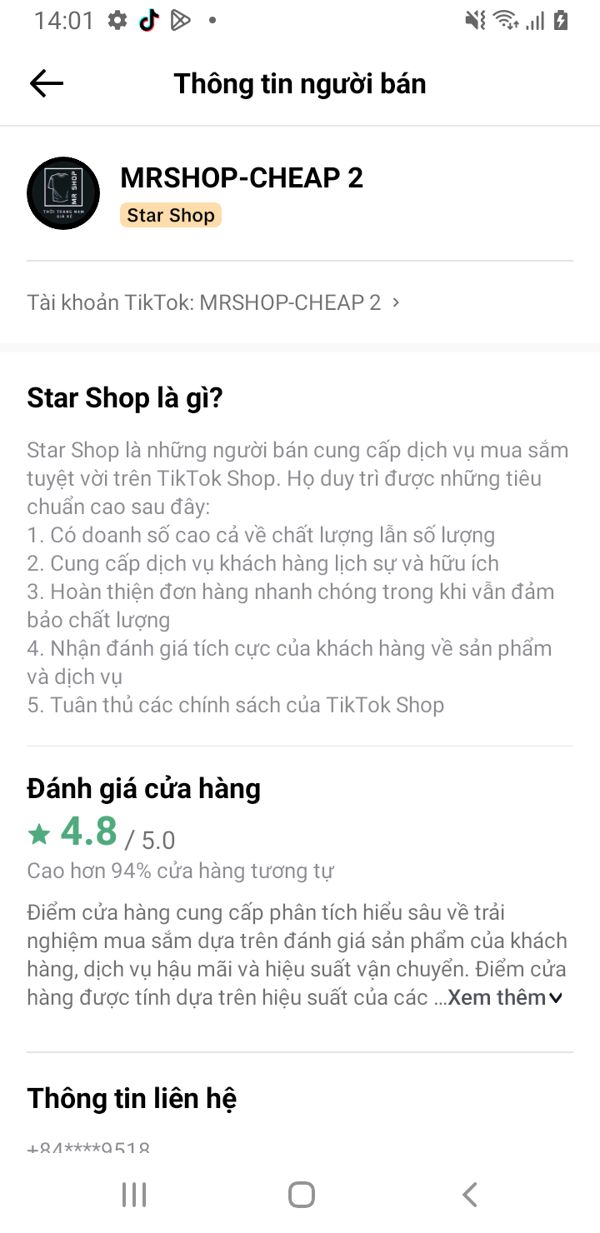 14:01
Thông tin người bán
MR SHOP
THỜI TRANG NAM
GIÁ RẺ
MRSHOP-CHEAP 2
Star Shop
Tài khoản TikTok: MRSHOP-CHEAP 2 >
Star Shop là gì?
Star Shop là những người bán cung cấp dịch vụ mua sắm
tuyệt vời trên TikTok Shop. Họ duy trì được những tiêu
chuẩn cao sau đây:
1. Có doanh số cao cả về chất lượng lẫn số lượng
2. Cung cấp dịch vụ khách hàng lịch sự và hữu ích
3. Hoàn thiện đơn hàng nhanh chóng trong khi vẫn đảm
bảo chất lượng
4. Nhận đánh giá tích cực của khách hàng về sản phẩm
và dịch vụ
5. Tuân thủ các chính sách của TikTok Shop
Đánh giá cửa hàng
4.8 / 5.0
Cao hơn 94% cửa hàng tương tự
Điểm cửa hàng cung cấp phân tích hiểu sâu về trải
nghiệm mua sắm dựa trên đánh giá sản phẩm của khách
hàng, dịch vụ hậu mãi và hiệu suất vận chuyển. Điểm cửa
hàng được tính dựa trên hiệu suất của các ...Xem thêm
Thông tin liên hệ
+84****9518